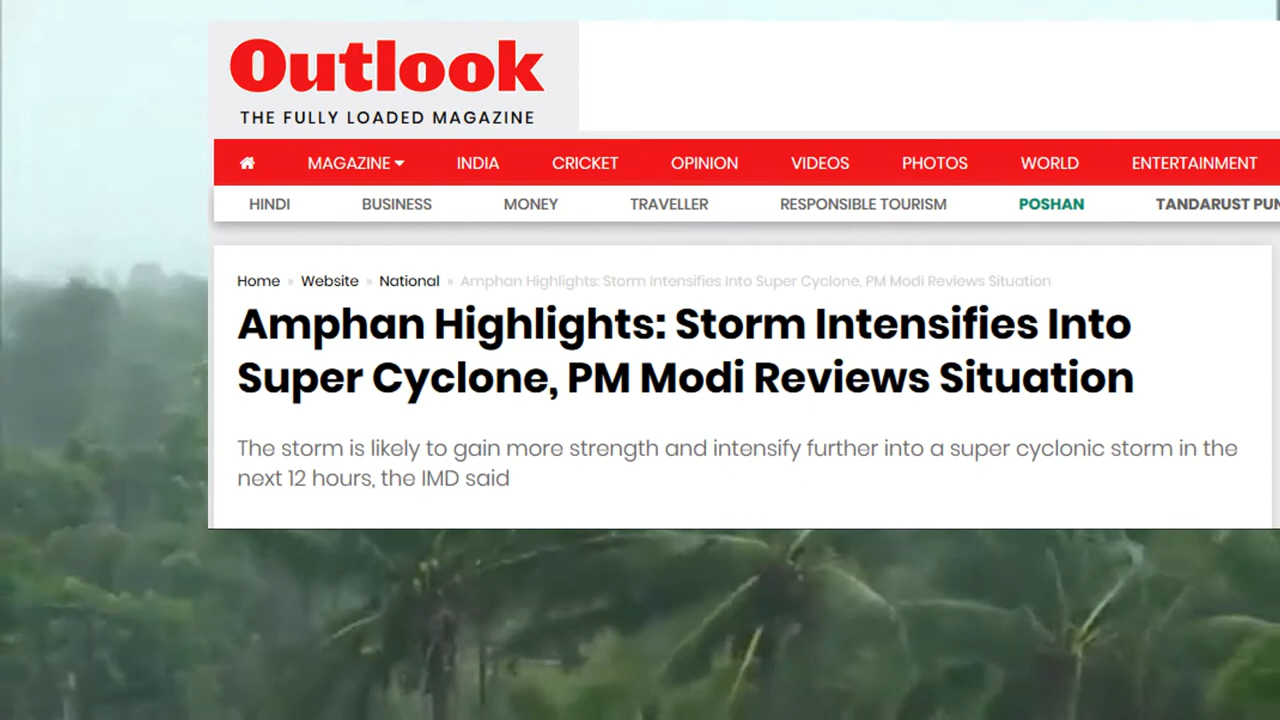 Outlook
THE FULLY LOADED MAGAZINE
MAGAZINE INDIA CRICKET OPINION VIDEOS PHOTOS WORLD ENTERTAINMENT
HINDI BUSINESS MONEY TRAVELLER RESPONSIBLE TOURISM POSHAN TANDARUST PUN
Home » Website » National » Amphan Highlights: Storm Intensifies Into Super Cyclone, PM Modi Reviews Situation
Amphan Highlights: Storm Intensifies Into
Super Cyclone, PM Modi Reviews Situation
The storm is likely to gain more strength and intensify further into a super cyclonic storm in the
next 12 hours, the IMD said